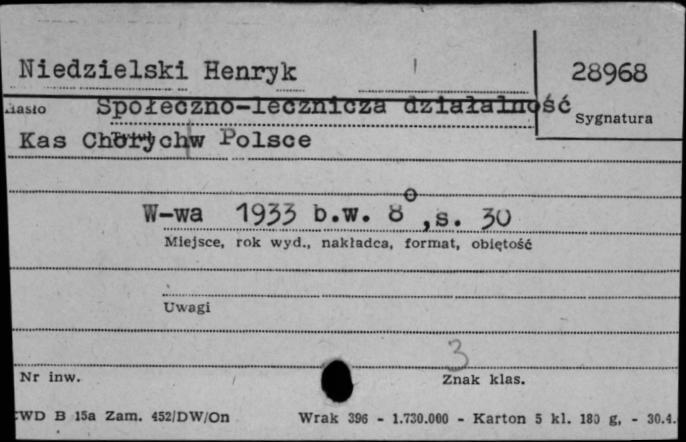 Niedzielski Henryk 28968
Hasło Społeczno-lecznicza działalność Sygnatura
Kas Chorych w Polsce
W-wa 1933 b.w. 8° ,s. 30
Miejsce, rok wyd., nakładca, format, objętość
Uwagi
3
Nr inw. Znak klas.
CWD B 15a Zam. 452/DW/On Wrak 396 - 1.730.000 - Karton 5 kl. 180 g, - 30.4.